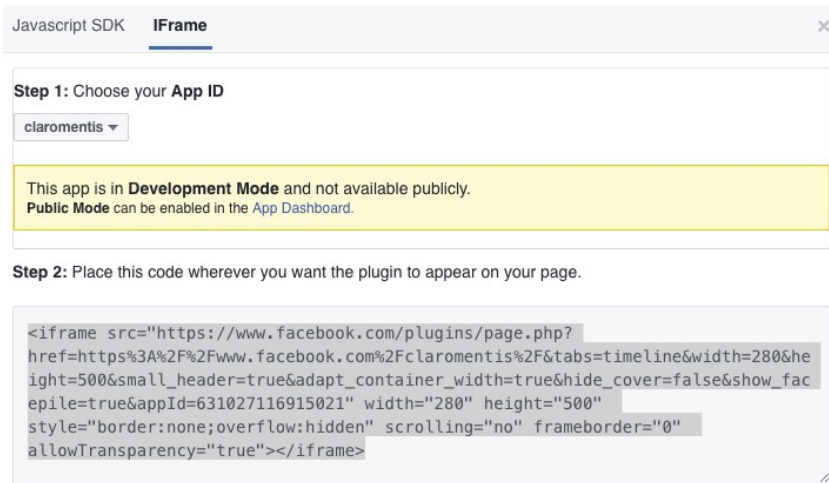 Javascript SDK IFrame ×
Step 1: Choose your App ID
claromentis
This app is in Development Mode and not available publicly.
Public Mode can be enabled in the App Dashboard.
Step 2: Place this code wherever you want the plugin to appear on your page.
<iframe src="https://www.facebook.com/plugins/page.php?
href=https%3A%2F%2Fwww.facebook.com%2Fclaromentis%2F&tabs=timeline&width=280&he
ight=500&small_header=true&adapt_container_width=true&hide_cover=false&show_fac
epile=true&appId=631027116915021" width="280" height="500"
style="border:none;overflow:hidden" scrolling="no" frameborder="0"
allowTransparency="true"></iframe>